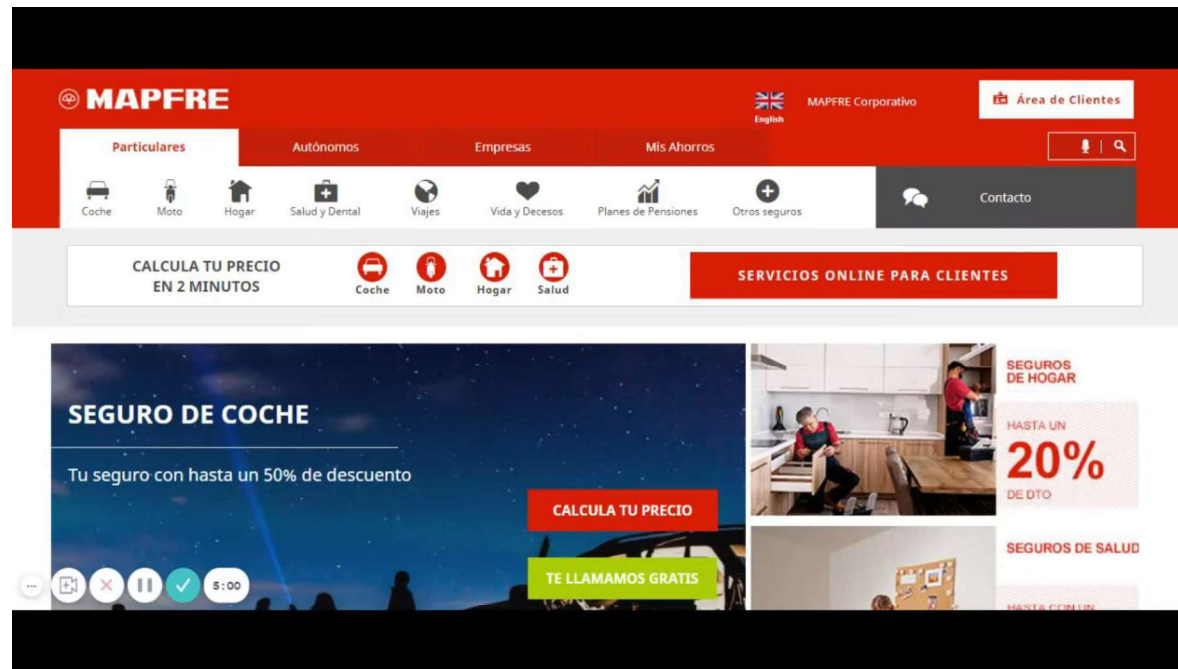 MAPFRE
English
MAPFRE Corporativo
Área de Clientes
Particulares
Autónomos
Empresas
Mis Ahorros
Coche
Moto
Hogar
Salud y Dental
Viajes
Vida y Decesos
Planes de Pensiones
Otros seguros
Contacto
CALCULA TU PRECIO
EN 2 MINUTOS
Coche
Moto
Hogar
Salud
SERVICIOS ONLINE PARA CLIENTES
SEGURO DE COCHE
Tu seguro con hasta un 50% de descuento
CALCULA TU PRECIO
TE LLAMAMOS GRATIS
SEGUROS
DE HOGAR
HASTA UN
20%
DE DTO
SEGUROS DE SALUD
HASTA CON UN
5:00